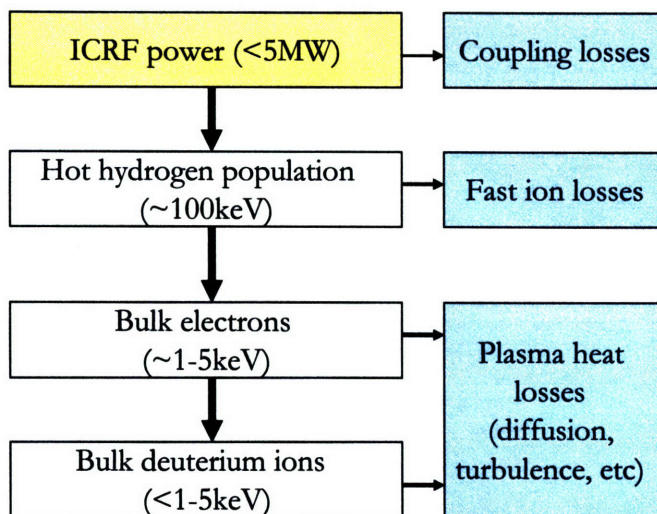 ICRF power (<5MW)
Coupling losses
Hot hydrogen population
(~100keV)
Fast ion losses
Bulk electrons
(~1-5keV)
Plasma heat
losses
(diffusion,
turbulence, etc)
Bulk deuterium ions
(<1-5keV)